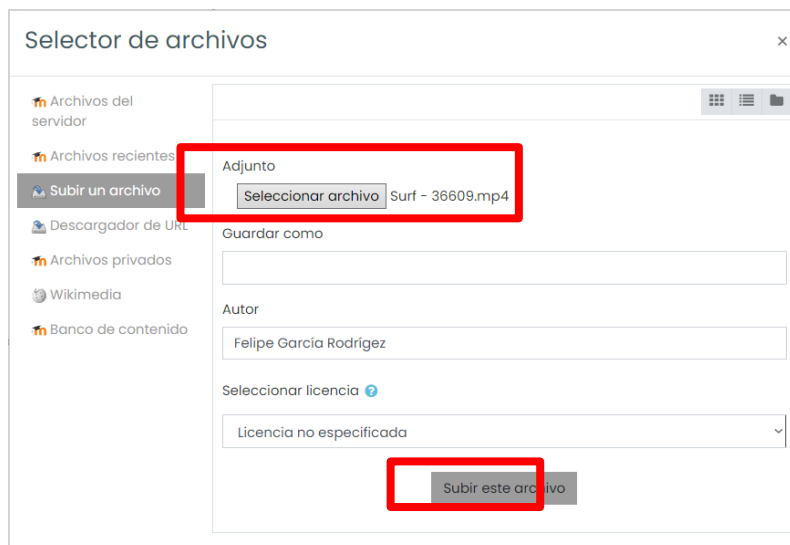 Selector de archivos
×
Archivos del
servidor
Archivos recientes
Subir un archivo
Descargador de URL
Archivos privados
Wikimedia
Banco de contenido
Adjunto
Seleccionar archivo Surf - 36609.mp4
Guardar como
Autor
Felipe García Rodrígez
Seleccionar licencia ?
Licencia no especificada
Subir este archivo